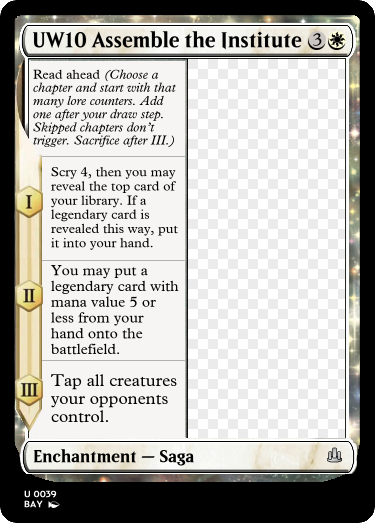 UW10 Assemble the Institute 3
Read ahead (Choose a
chapter and start with that
many lore counters. Add
one after your draw step.
Skipped chapters don't
trigger. Sacrifice after III.)
I
Scry 4, then you may
reveal the top card of
your library. If a
legendary card is
revealed this way, put
it into your hand.
II
You may put a
legendary card with
mana value 5 or
less from your
hand onto the
battlefield.
III
Tap all creatures
your opponents
control.
Enchantment — Saga
U 0039
BAY